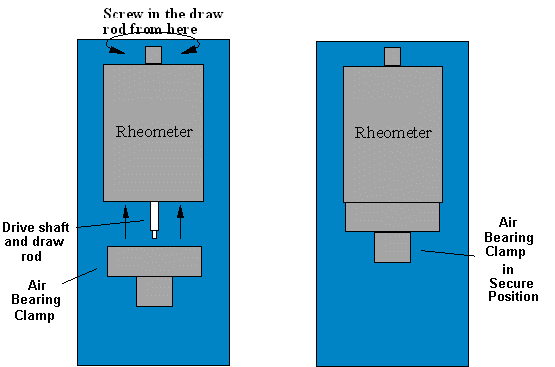 Screw in the draw
rod from here
Rheometer
Drive shaft
and draw
rod
Air
Bearing
Clamp
Rheometer
Air
Bearing
Clamp
in
Secure
Position